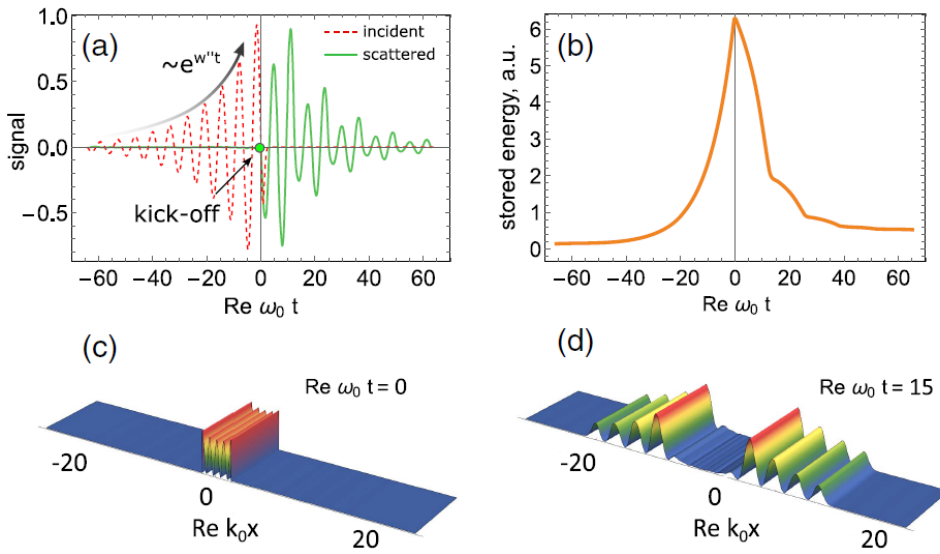 (a)
~e^w"t
incident
scattered
kick-off
signal
1.0
0.5
0.0
-0.5
-60 -40 -20 0 20 40 60
Re ω₀ t
(b)
stored energy, a.u.
6
5
4
3
2
1
0
-60 -40 -20 0 20 40 60
Re ω₀ t
(c)
Re ω₀ t = 0
-20
0
20
Re k₀x
(d)
Re ω₀ t = 15
-20
0
20
Re k₀x